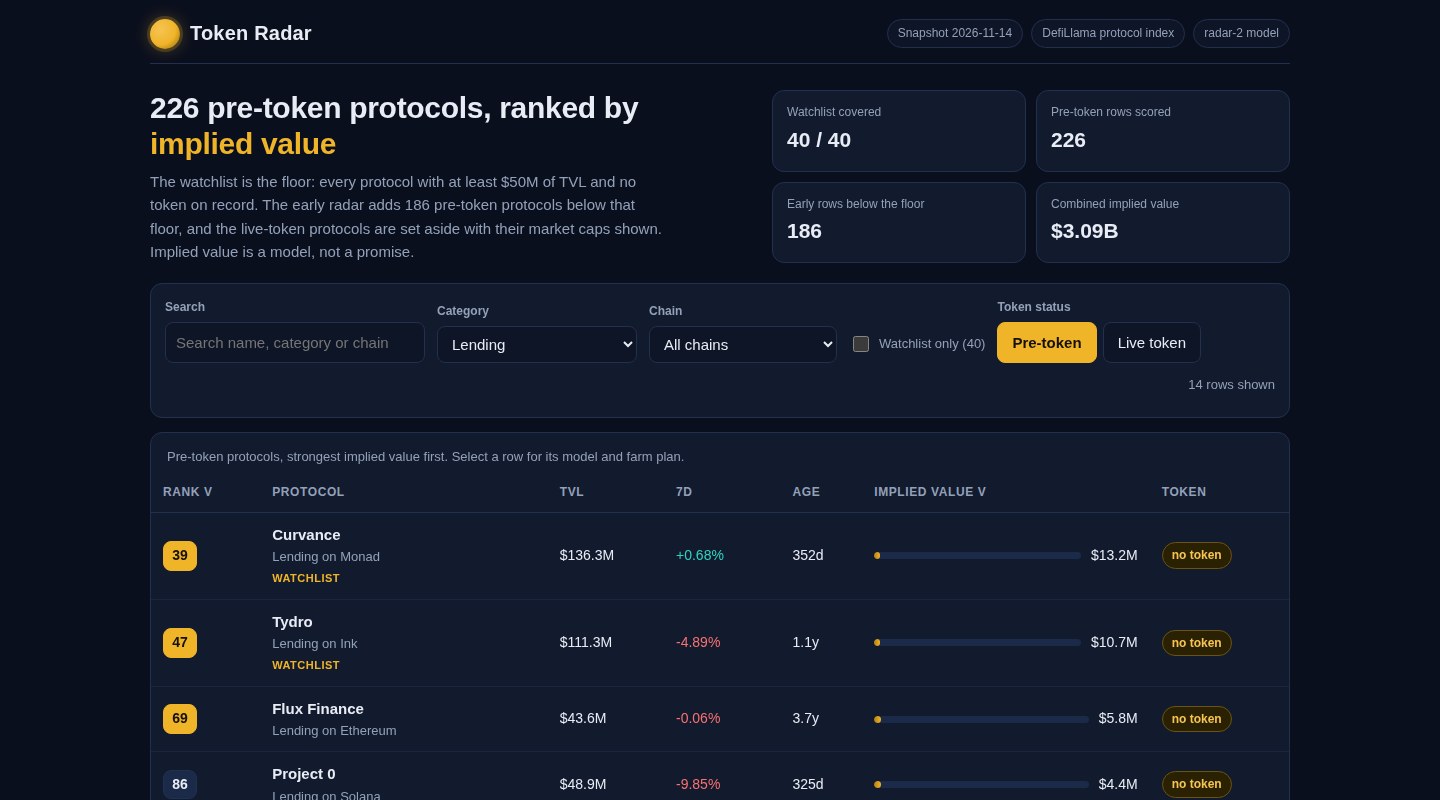 Token Radar
Snapshot 2026-11-14
DefiLlama protocol index
radar-2 model
226 pre-token protocols, ranked by
implied value
The watchlist is the floor: every protocol with at least $50M of TVL and no
token on record. The early radar adds 186 pre-token protocols below that
floor, and the live-token protocols are set aside with their market caps shown.
Implied value is a model, not a promise.
Watchlist covered
40 / 40
Pre-token rows scored
226
Early rows below the floor
186
Combined implied value
$3.09B
Search
Search name, category or chain
Category
Lending
Chain
All chains
Watchlist only (40)
Token status
Pre-token
Live token
14 rows shown
Pre-token protocols, strongest implied value first. Select a row for its model and farm plan.
RANK V PROTOCOL TVL 7D AGE IMPLIED VALUE V TOKEN
39 Curvance $136.3M +0.68% 352d $13.2M no token
Lending on Monad
WATCHLIST
47 Tydro $111.3M -4.89% 1.1y $10.7M no token
Lending on Ink
WATCHLIST
69 Flux Finance $43.6M -0.06% 3.7y $5.8M no token
Lending on Ethereum
86 Project 0 $48.9M -9.85% 325d $4.4M no token
Lending on Solana